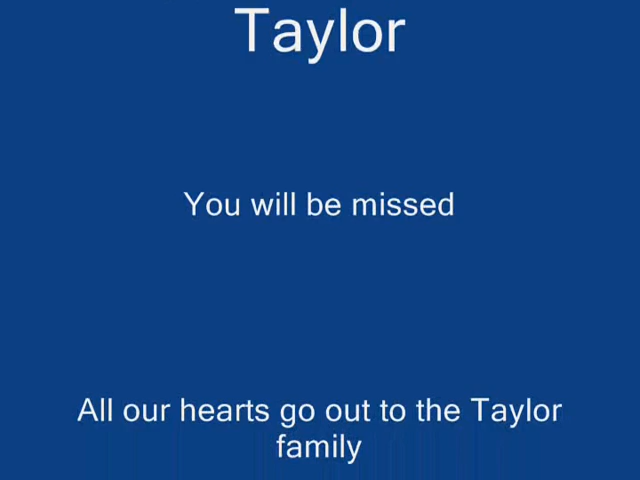 Taylor
You will be missed
All our hearts go out to the Taylor
family